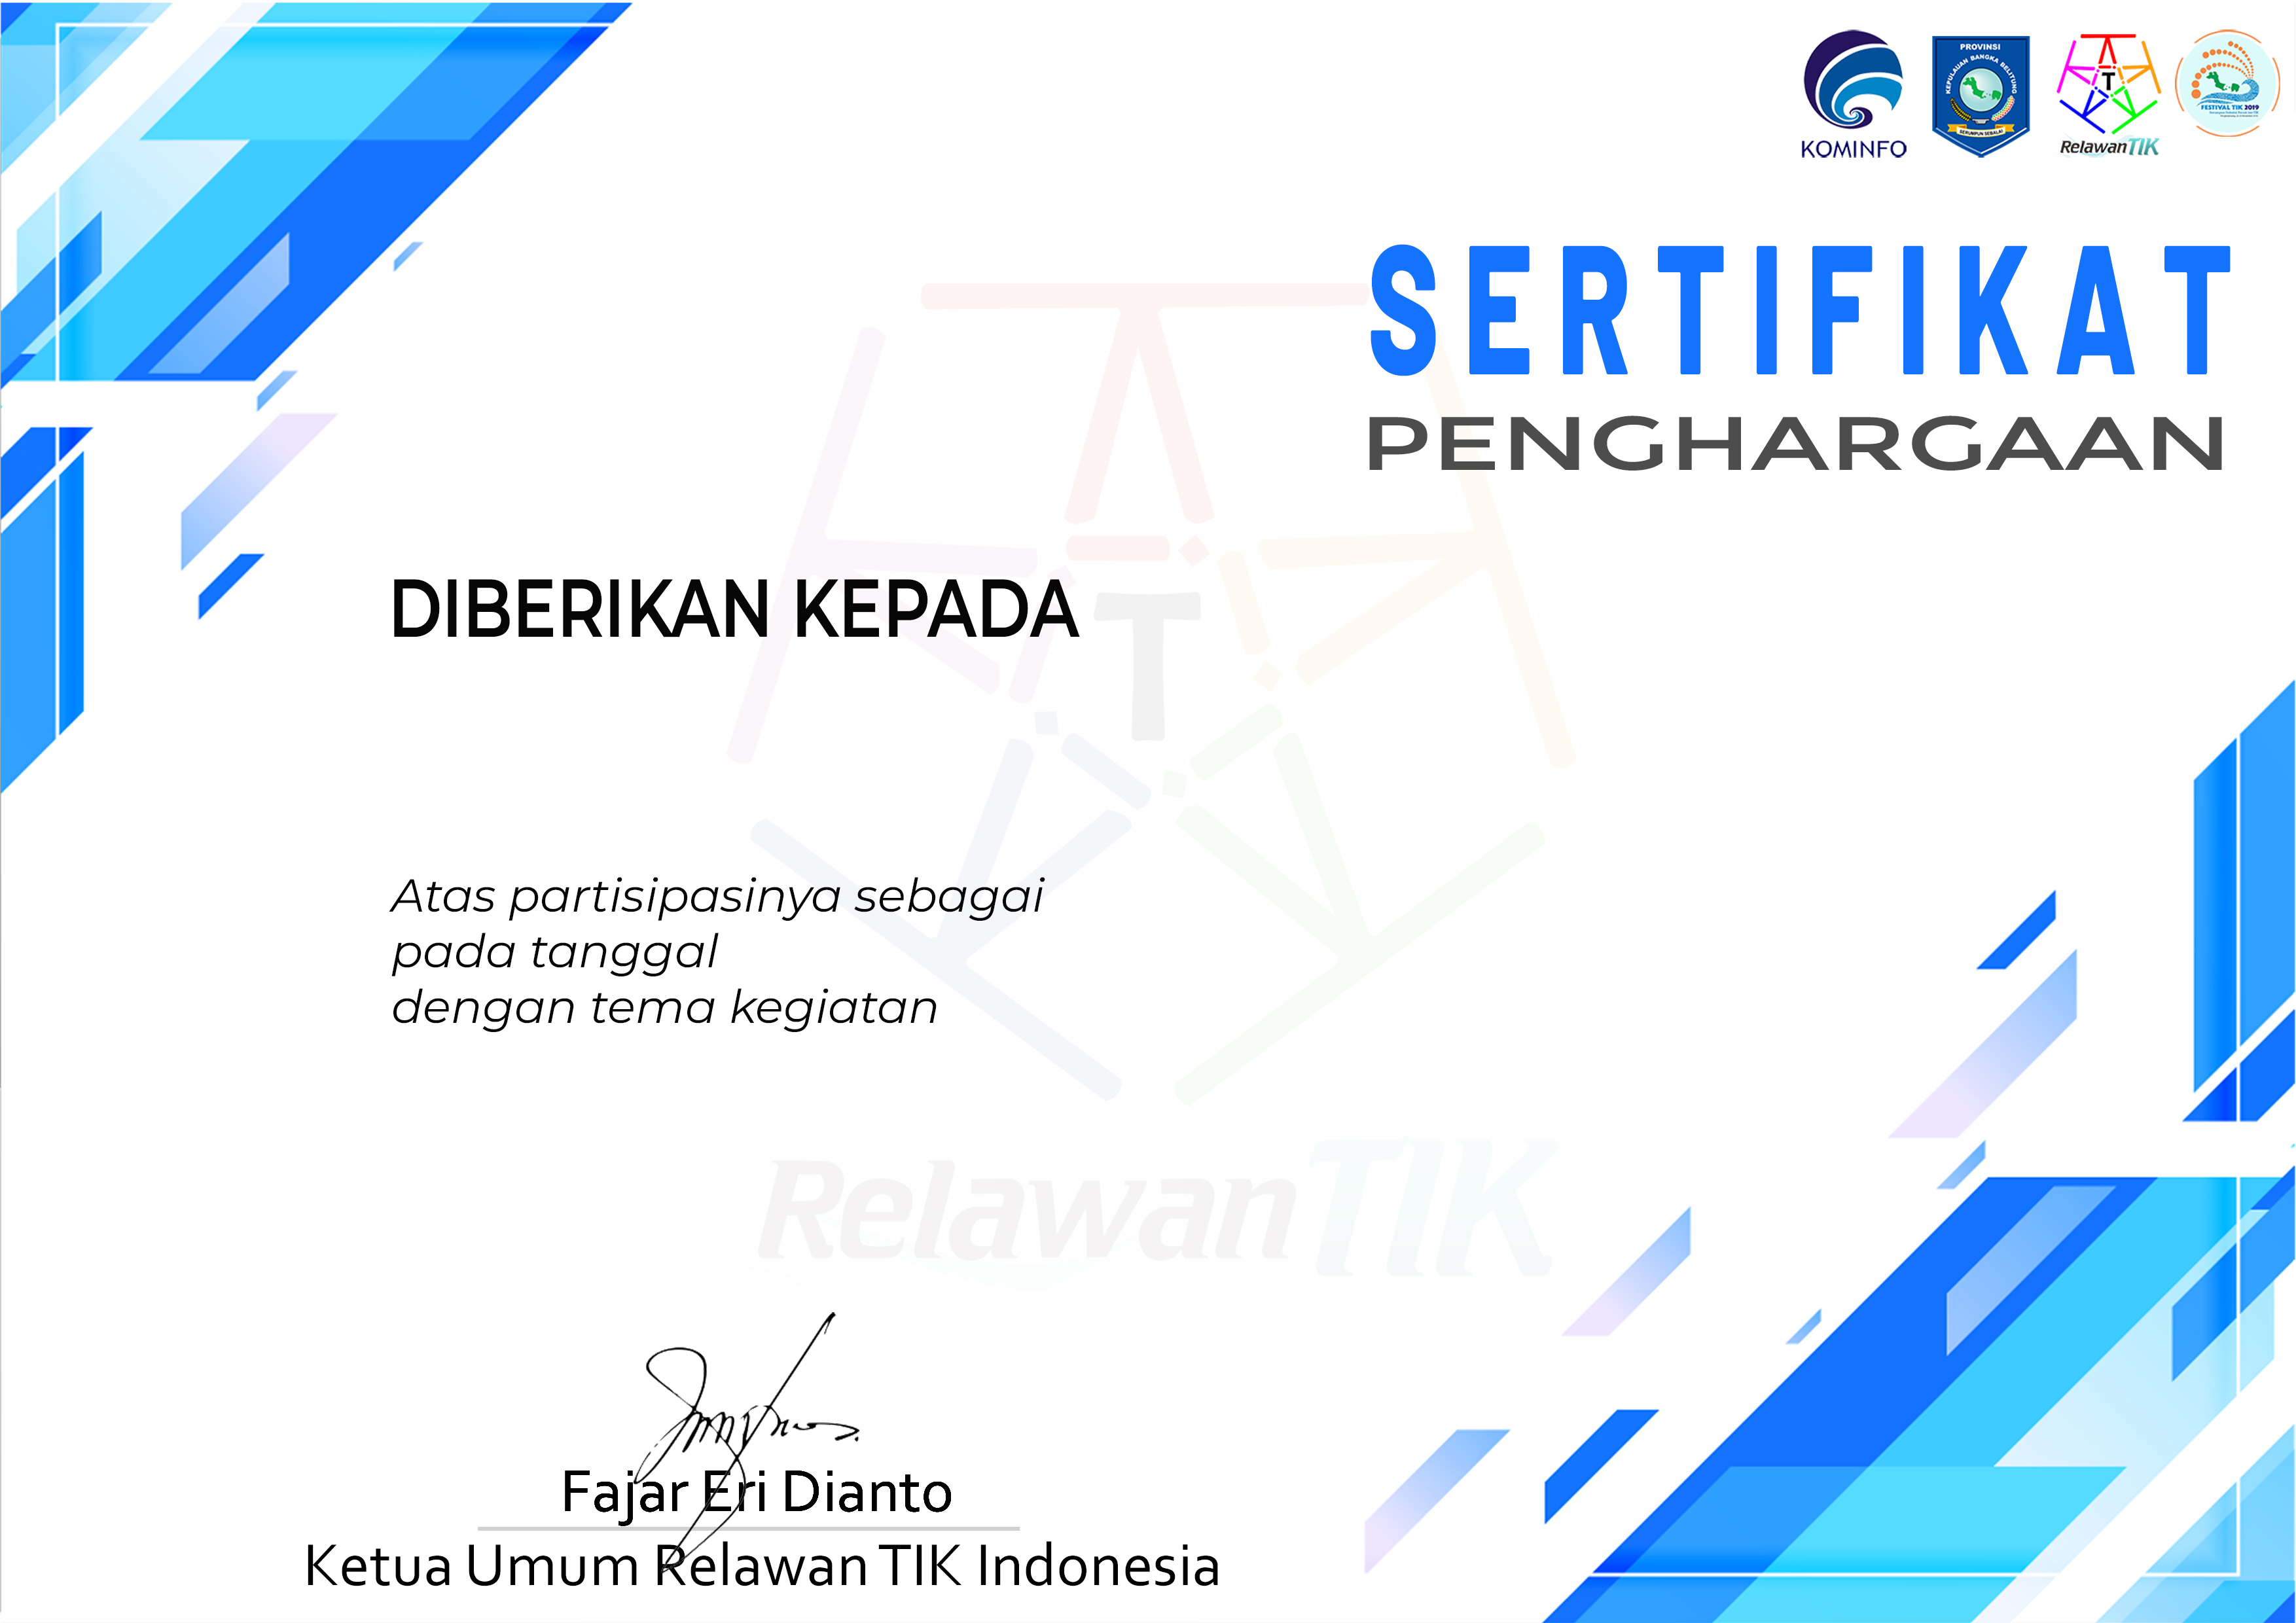 KOMINFO
PROVINSI
KEPULAUAN BANGKA BELITUNG
SERUMPUN SEBALAI
T
RelawanTIK
FESTIVAL TIK 2019
SERTIFIKAT
PENGHARGAAN
DIBERIKAN KEPADA
T
Atas partisipasinya sebagai
pada tanggal
dengan tema kegiatan
RelawanTIK
Fajar Eri Dianto
Ketua Umum Relawan TIK Indonesia